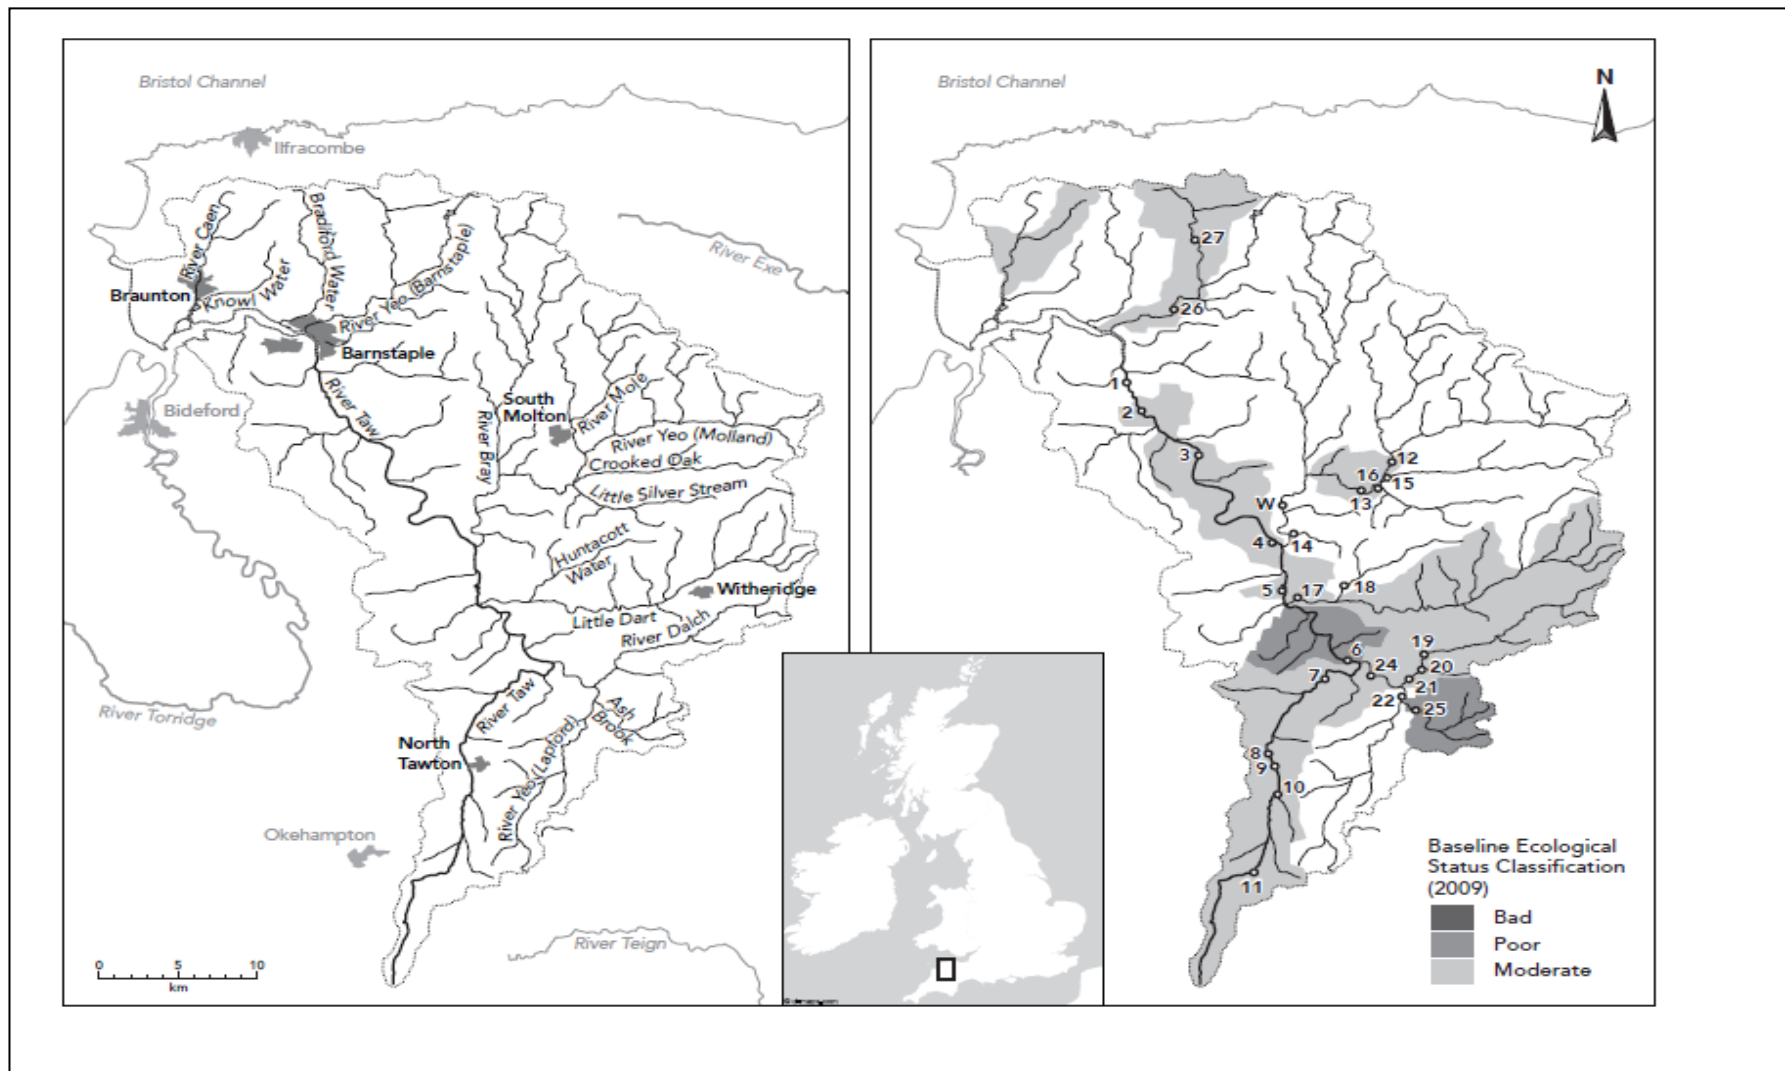 Bristol Channel
Ilfracombe
River Exe
River Caen
Bradiford Water
River Yeo (Barnstaple)
Knowl Water
Braunton
Barnstaple
River Taw
Bideford
South
Molton
River Mole
River Bray
River Yeo (Molland)
Crooked Oak
Little Silver Stream
Huntacott
Water
Witheridge
Little Dart
River Dalch
River Torridge
River Taw
Ash
Brook
North
Tawton
River Yeo (Lapford)
Okehampton
River Teign
0 5 10
km
Bristol Channel
N
27
26
1
2
3
12
16
15
13
W
4
14
5
17
18
6
19
24
20
7
21
22
25
8
9
10
11
Baseline Ecological
Status Classification
(2009)
Bad
Poor
Moderate